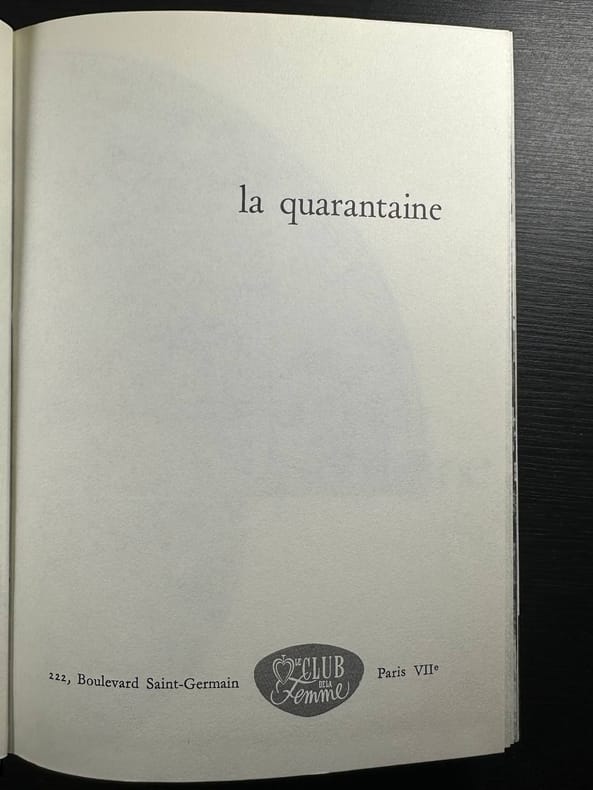 la quarantaine
222, Boulevard Saint-Germain
LE CLUB
DE LA
Femme
Paris VIIe